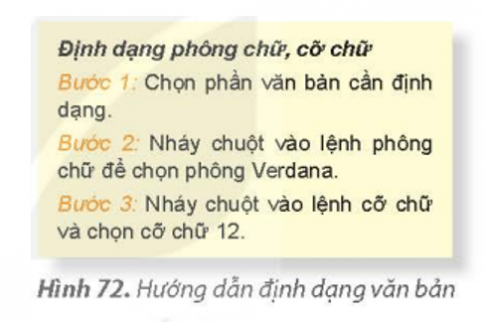 Định dạng phông chữ, cỡ chữ
Bước 1: Chọn phần văn bản cần định
dạng.
Bước 2: Nháy chuột vào lệnh phông
chữ để chọn phông Verdana.
Bước 3: Nháy chuột vào lệnh cỡ chữ
và chọn cỡ chữ 12.
Hình 72. Hướng dẫn định dạng văn bản